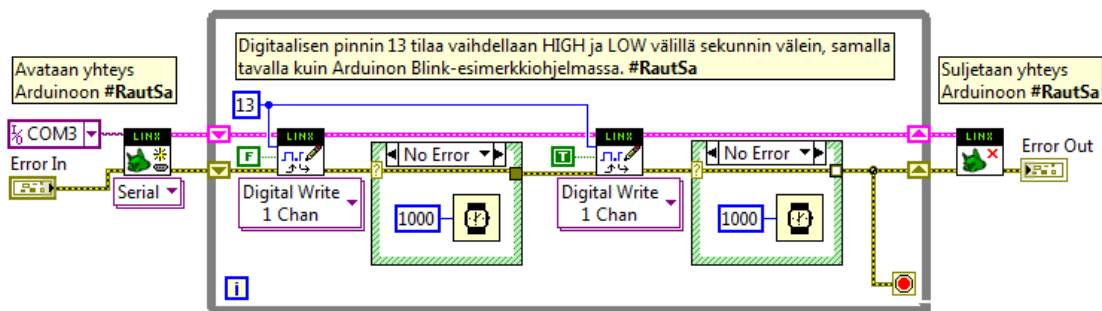 Digitaalisen pinnin 13 tilaa vaihdellaan HIGH ja LOW välillä sekunnin välein, samalla
tavalla kuin Arduinon Blink-esimerkkiohjelmassa. #RautSa
Avataan yhteys
Arduinoon #RautSa
Suljetaan yhteys
Arduinoon #RautSa
13
I/O COM3
LINX
LINX
LINX
LINX
Error In
F
No Error
T
No Error
Error Out
?
?
Serial
Digital Write
1 Chan
1000
Digital Write
1 Chan
1000
i